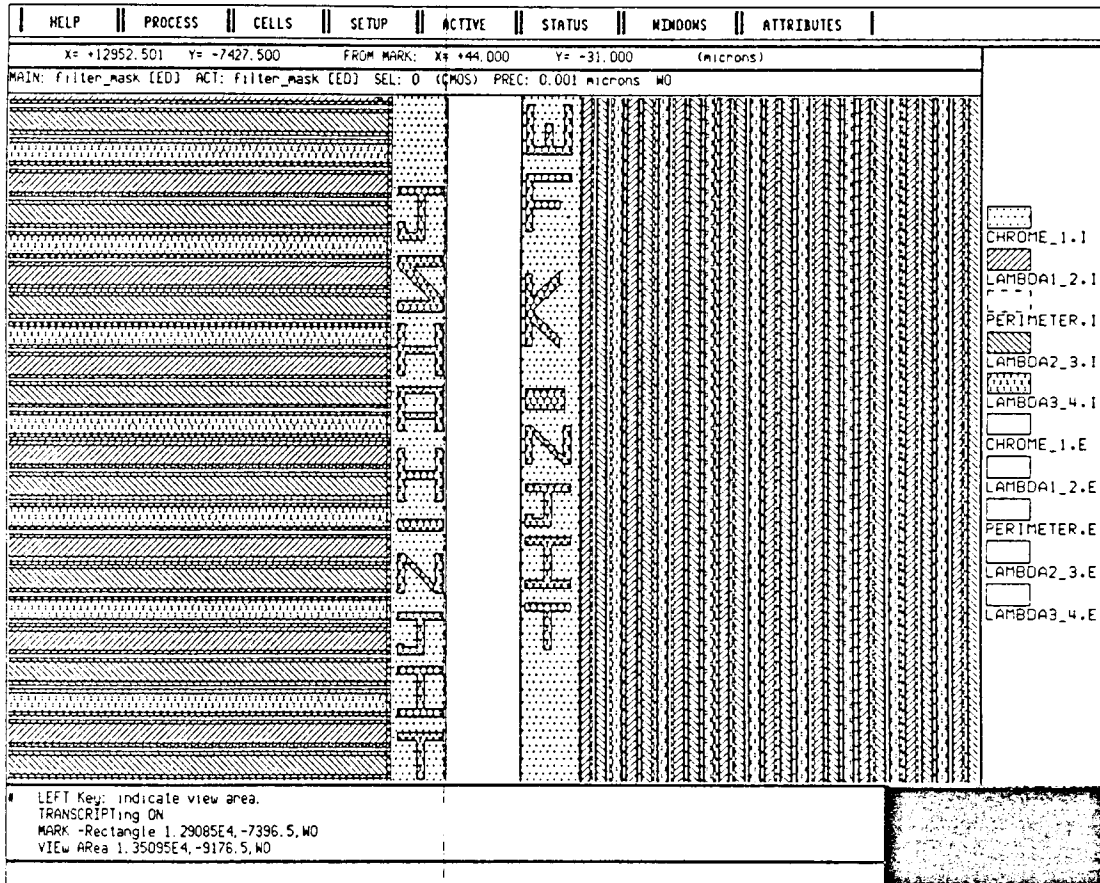 HELP PROCESS CELLS SETUP ACTIVE STATUS WINDOWS ATTRIBUTES
X= +12952.501 Y= -7427.500 FROM MARK: X= +44.000 Y= -31.000 (microns)
MAIN: filter_mask [ED] ACT: filter_mask [ED] SEL: 0 (CMOS) PREC: 0.001 microns W0
CHROME_1.I
LAMBDA1_2.I
PERIMETER.I
LAMBDA2_3.I
LAMBDA3_4.I
CHROME_1.E
LAMBDA1_2.E
PERIMETER.E
LAMBDA2_3.E
LAMBDA3_4.E
LEFT Key: indicate view area.
TRANSCRIPTing ON
MARK -Rectangle 1.29085E4,-7396.5,W0
VIEw ARea 1.35095E4,-9176.5,W0